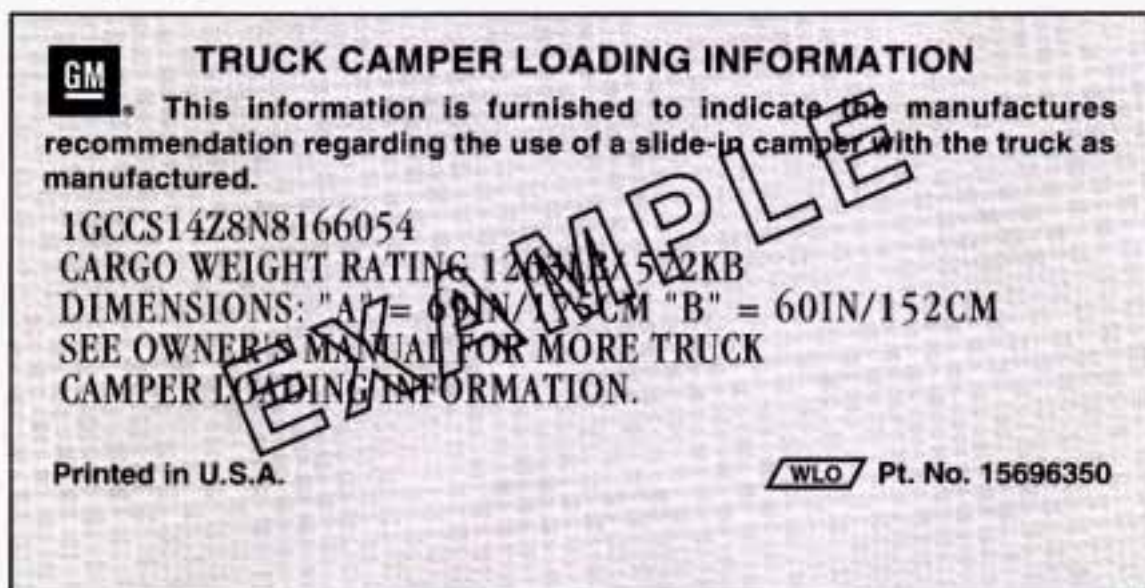 GM
TRUCK CAMPER LOADING INFORMATION
® This information is furnished to indicate the manufactures
recommendation regarding the use of a slide-in camper with the truck as
manufactured.
1GCCS14Z8N8166054
CARGO WEIGHT RATING 572KB
DIMENSIONS: "A" = "B" = 60IN/152CM
SEE OWNER'S MANUAL FOR MORE TRUCK
CAMPER LOADING INFORMATION.
EXAMPLE
Printed in U.S.A.
WLO Pt. No. 15696350